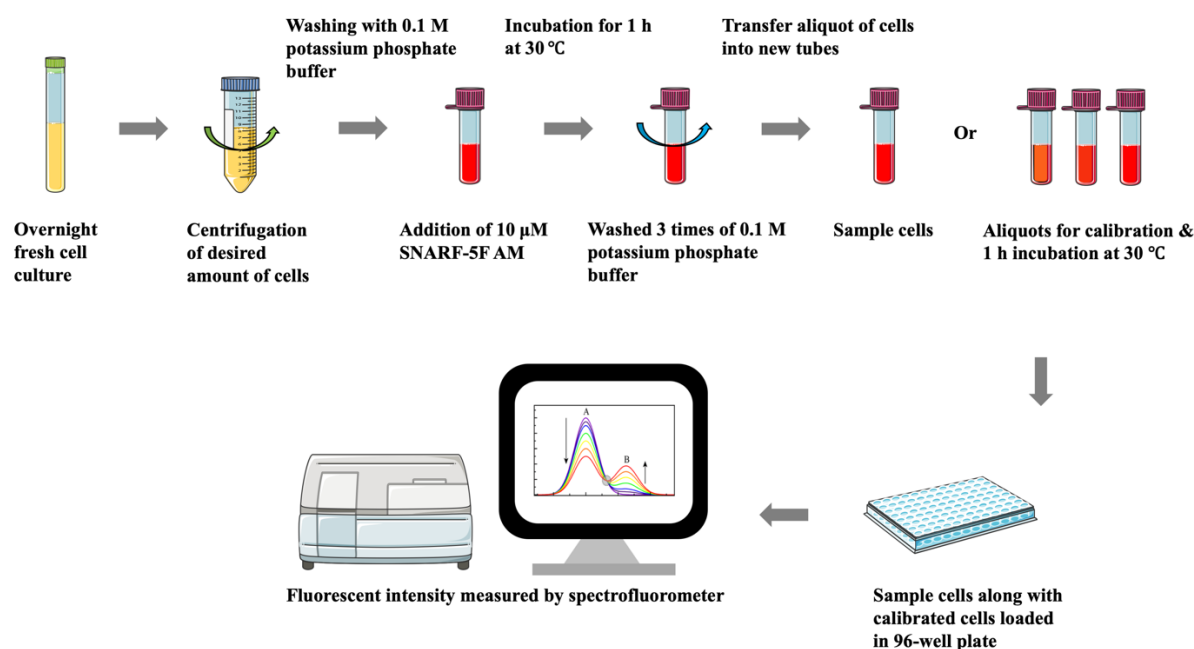 Washing with 0.1 M
potassium phosphate
buffer
Incubation for 1 h
at 30 ℃
Transfer aliquot of cells
into new tubes
Or
Overnight
fresh cell
culture
Centrifugation
of desired
amount of cells
Addition of 10 μM
SNARF-5F AM
Washed 3 times of 0.1 M
potassium phosphate
buffer
Sample cells
Aliquots for calibration &
1 h incubation at 30 ℃
A
B
Fluorescent intensity measured by spectrofluorometer
Sample cells along with
calibrated cells loaded
in 96-well plate